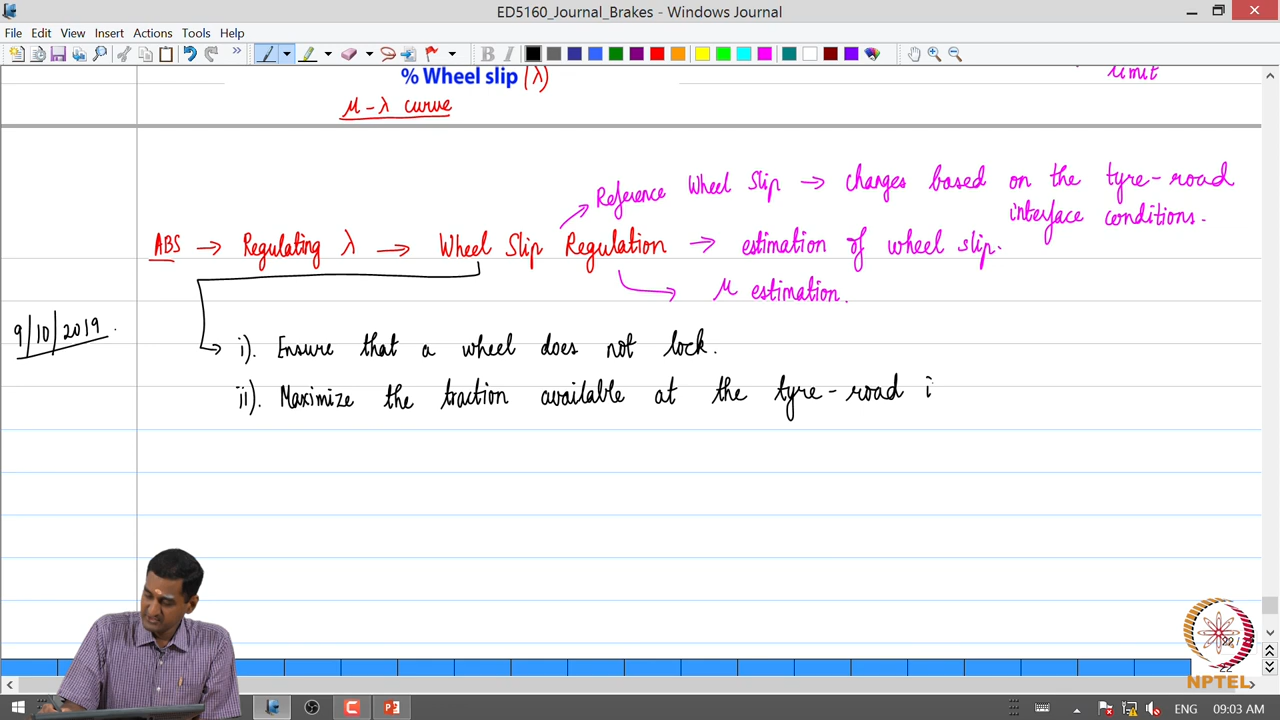 ED5160_Journal_Brakes - Windows Journal
File Edit View Insert Actions Tools Help
% Wheel slip (λ)
limit
μ - λ curve
Reference Wheel Slip → changes based on the tyre-road
interface conditions.
ABS → Regulating λ → Wheel Slip Regulation → estimation of wheel slip.
μ estimation.
9/10/2019.
i). Ensure that a wheel does not lock.
ii). Maximize the traction available at the tyre-road i
22
22
NPTEL
ENG 09:03 AM